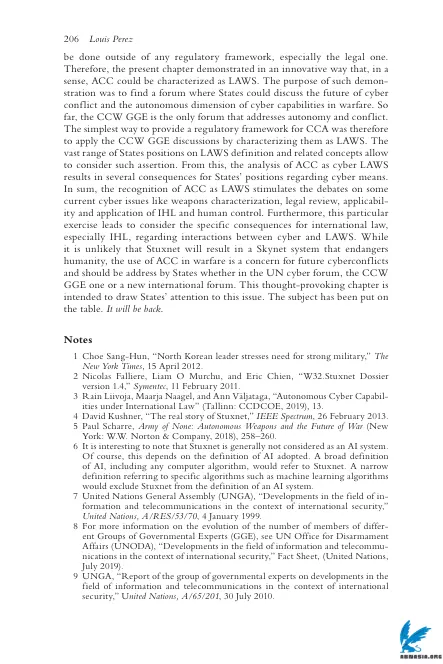 206 Louis Perez
be done outside of any regulatory framework, especially the legal one.
Therefore, the present chapter demonstrated in an innovative way that, in a
sense, ACC could be characterized as LAWS. The purpose of such demon-
stration was to find a forum where States could discuss the future of cyber
conflict and the autonomous dimension of cyber capabilities in warfare. So
far, the CCW GGE is the only forum that addresses autonomy and conflict.
The simplest way to provide a regulatory framework for CCA was therefore
to apply the CCW GGE discussions by characterizing them as LAWS. The
vast range of States positions on LAWS definition and related concepts allow
to consider such assertion. From this, the analysis of ACC as cyber LAWS
results in several consequences for States' positions regarding cyber means.
In sum, the recognition of ACC as LAWS stimulates the debates on some
current cyber issues like weapons characterization, legal review, applicabil-
ity and application of IHL and human control. Furthermore, this particular
exercise leads to consider the specific consequences for international law,
especially IHL, regarding interactions between cyber and LAWS. While
it is unlikely that Stuxnet will result in a Skynet system that endangers
humanity, the use of ACC in warfare is a concern for future cyberconflicts
and should be address by States whether in the UN cyber forum, the CCW
GGE one or a new international forum. This thought-provoking chapter is
intended to draw States' attention to this issue. The subject has been put on
the table. It will be back.
Notes
1 Choe Sang-Hun, "North Korean leader stresses need for strong military," The
New York Times, 15 April 2012.
2 Nicolas Falliere, Liam O Murchu, and Eric Chien, "W32.Stuxnet Dossier
version 1.4," Symentec, 11 February 2011.
3 Rain Liivoja, Maarja Naagel, and Ann Väljataga, "Autonomous Cyber Capabil-
ities under International Law" (Tallinn: CCDCOE, 2019), 13.
4 David Kushner, "The real story of Stuxnet," IEEE Spectrum, 26 February 2013.
5 Paul Scharre, Army of None: Autonomous Weapons and the Future of War (New
York: W.W. Norton & Company, 2018), 258–260.
6 It is interesting to note that Stuxnet is generally not considered as an AI system.
Of course, this depends on the definition of AI adopted. A broad definition
of AI, including any computer algorithm, would refer to Stuxnet. A narrow
definition referring to specific algorithms such as machine learning algorithms
would exclude Stuxnet from the definition of an AI system.
7 United Nations General Assembly (UNGA), "Developments in the field of in-
formation and telecommunications in the context of international security,"
United Nations, A/RES/53/70, 4 January 1999.
8 For more information on the evolution of the number of members of differ-
ent Groups of Governmental Experts (GGE), see UN Office for Disarmament
Affairs (UNODA), "Developments in the field of information and telecommu-
nications in the context of international security," Fact Sheet, (United Nations,
July 2019).
9 UNGA, "Report of the group of governmental experts on developments in the
field of information and telecommunications in the context of international
security," United Nations, A/65/201, 30 July 2010.